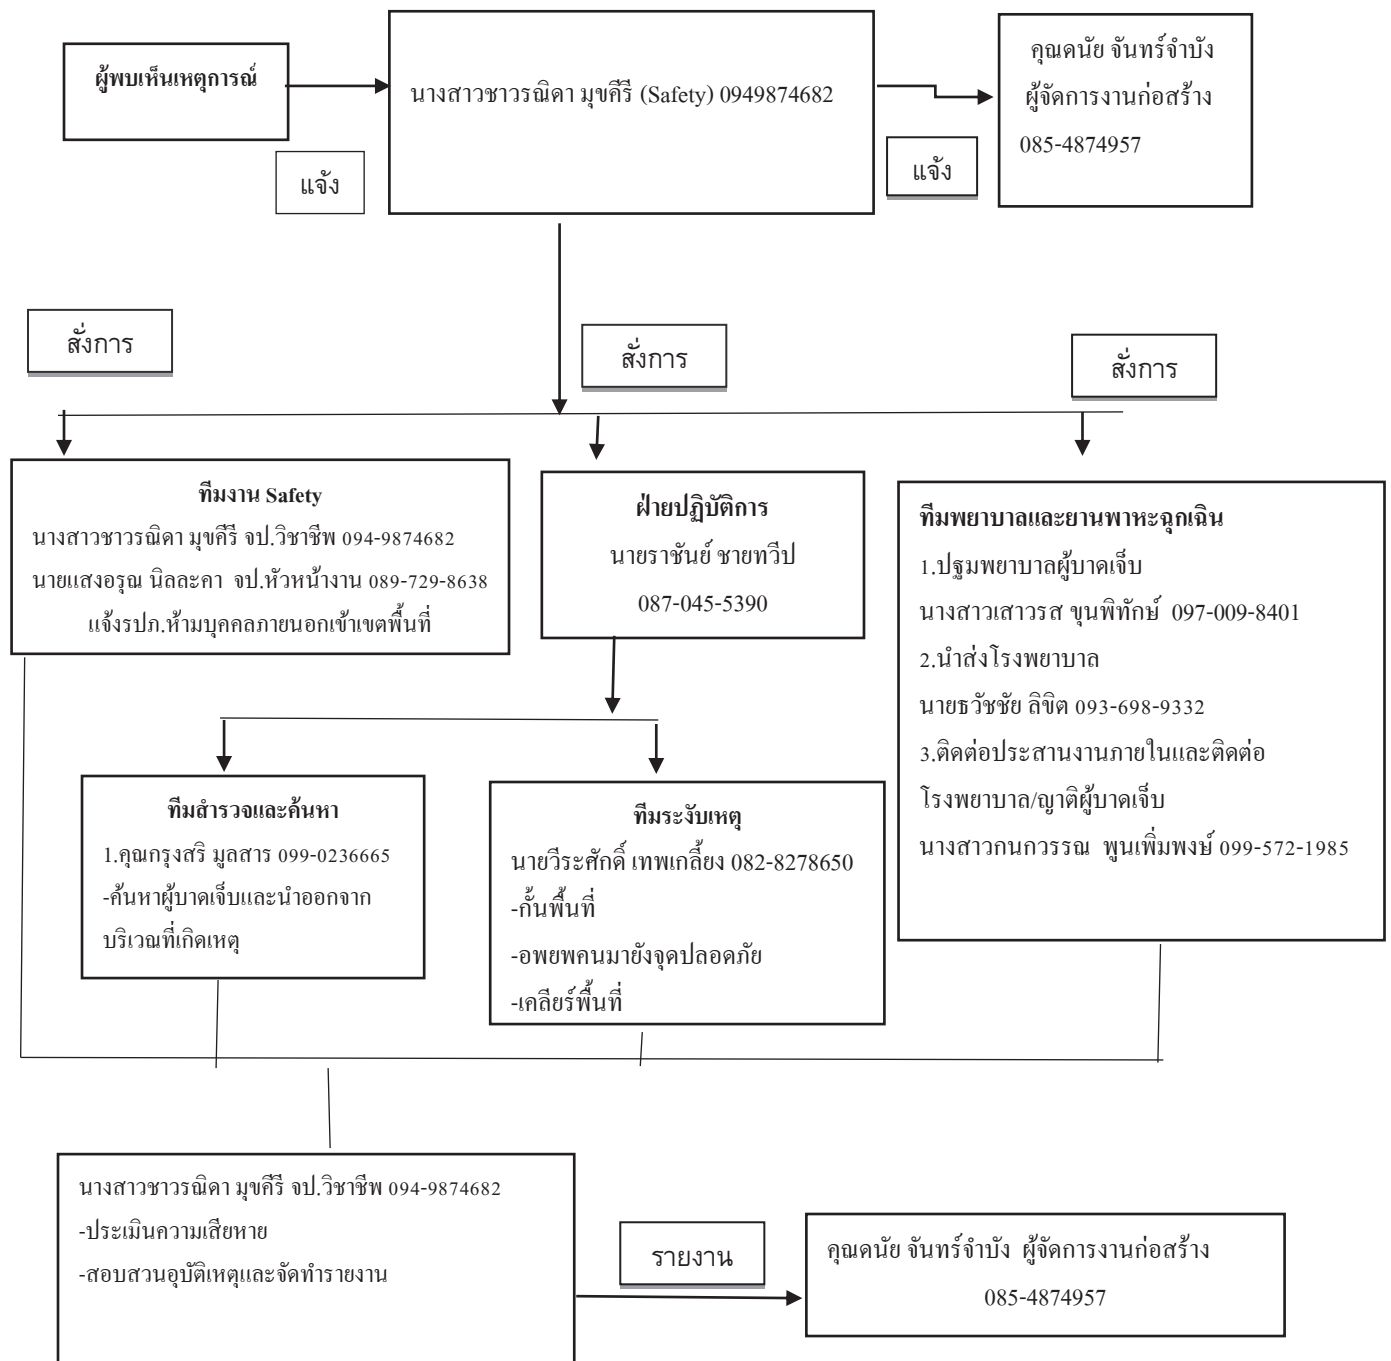 ผู้พบเห็นเหตุการณ์
แจ้ง
นางสาวชาวรณิดา มุขคีรี (Safety) 0949874682
แจ้ง
คุณดนัย จันทร์จำบัง
ผู้จัดการงานก่อสร้าง
085-4874957
สั่งการ
สั่งการ
สั่งการ
ทีมงาน Safety
นางสาวชาวรณิดา มุขคีรี จป.วิชาชีพ 094-9874682
นายแสงอรุณ นิลละคา จป.หัวหน้างาน 089-729-8638
แจ้งรปภ.ห้ามบุคคลภายนอกเข้าเขตพื้นที่
ฝ่ายปฏิบัติการ
นายราชันย์ ชายทวีป
087-045-5390
ทีมพยาบาลและยานพาหะฉุกเฉิน
1.ปฐมพยาบาลผู้บาดเจ็บ
นางสาวเสาวรส ขุนพิทักษ์ 097-009-8401
2.นำส่งโรงพยาบาล
นายธวัชชัย ลิขิต 093-698-9332
3.ติดต่อประสานงานภายในและติดต่อ
โรงพยาบาล/ญาติผู้บาดเจ็บ
นางสาวกนกวรรณ พูนเพิ่มพงษ์ 099-572-1985
ทีมสำรวจและค้นหา
1.คุณกรุงสริ มูลสาร 099-0236665
-ค้นหาผู้บาดเจ็บและนำออกจาก
บริเวณที่เกิดเหตุ
ทีมระงับเหตุ
นายวีระศักดิ์ เทพเกลี้ยง 082-8278650
-กั้นพื้นที่
-อพยพคนมายังจุดปลอดภัย
-เคลียร์พื้นที่
นางสาวชาวรณิดา มุขคีรี จป.วิชาชีพ 094-9874682
-ประเมินความเสียหาย
-สอบสวนอุบัติเหตุและจัดทำรายงาน
รายงาน
คุณดนัย จันทร์จำบัง ผู้จัดการงานก่อสร้าง
085-4874957